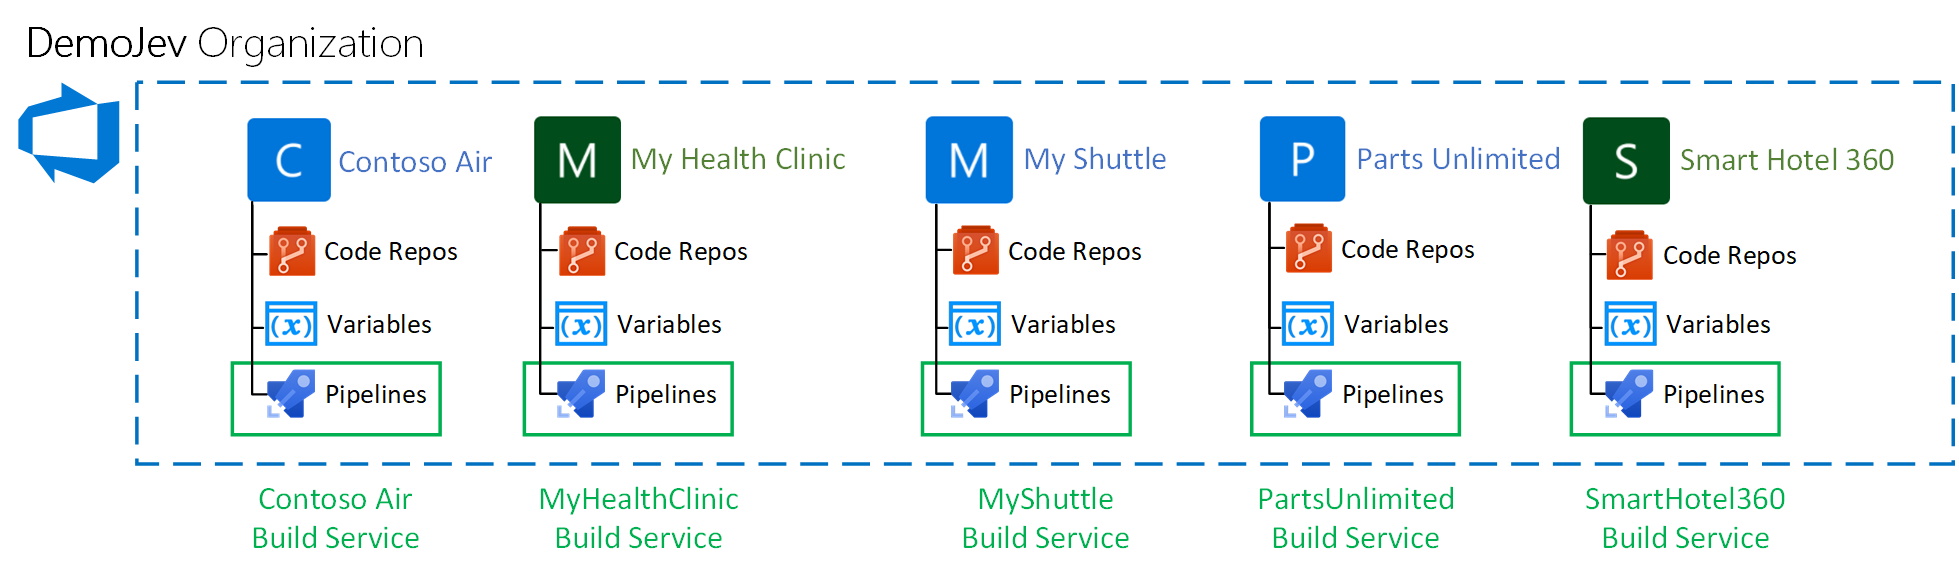 DemoJev Organization
C Contoso Air
M My Health Clinic
M My Shuttle
P Parts Unlimited
S Smart Hotel 360
Code Repos
Code Repos
Code Repos
Code Repos
Code Repos
(x) Variables
(x) Variables
(x) Variables
(x) Variables
(x) Variables
Pipelines
Pipelines
Pipelines
Pipelines
Pipelines
Contoso Air
Build Service
MyHealthClinic
Build Service
MyShuttle
Build Service
PartsUnlimited
Build Service
SmartHotel360
Build Service